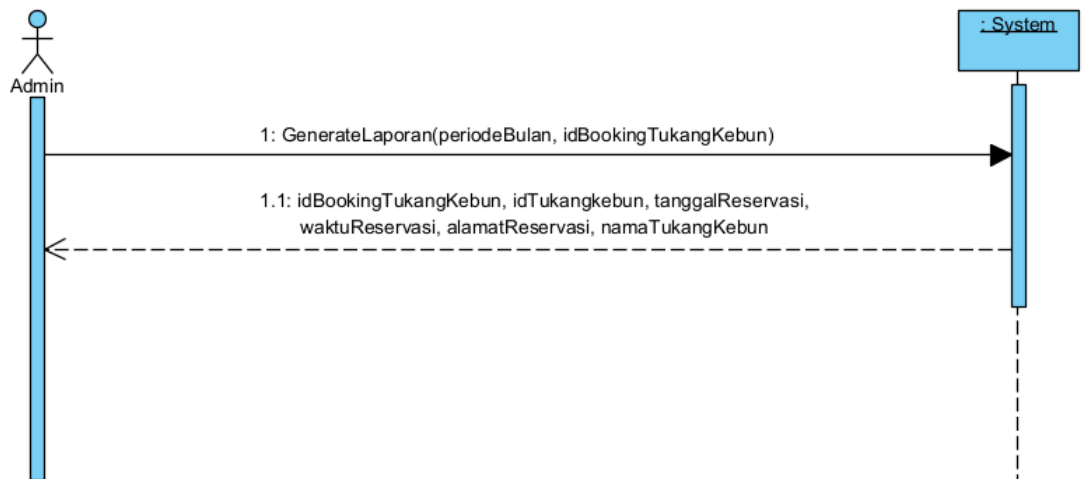 : System
Admin
1: GenerateLaporan(periodeBulan, idBookingTukangKebun)
1.1: idBookingTukangKebun, idTukangkebun, tanggalReservasi,
waktuReservasi, alamatReservasi, namaTukangKebun